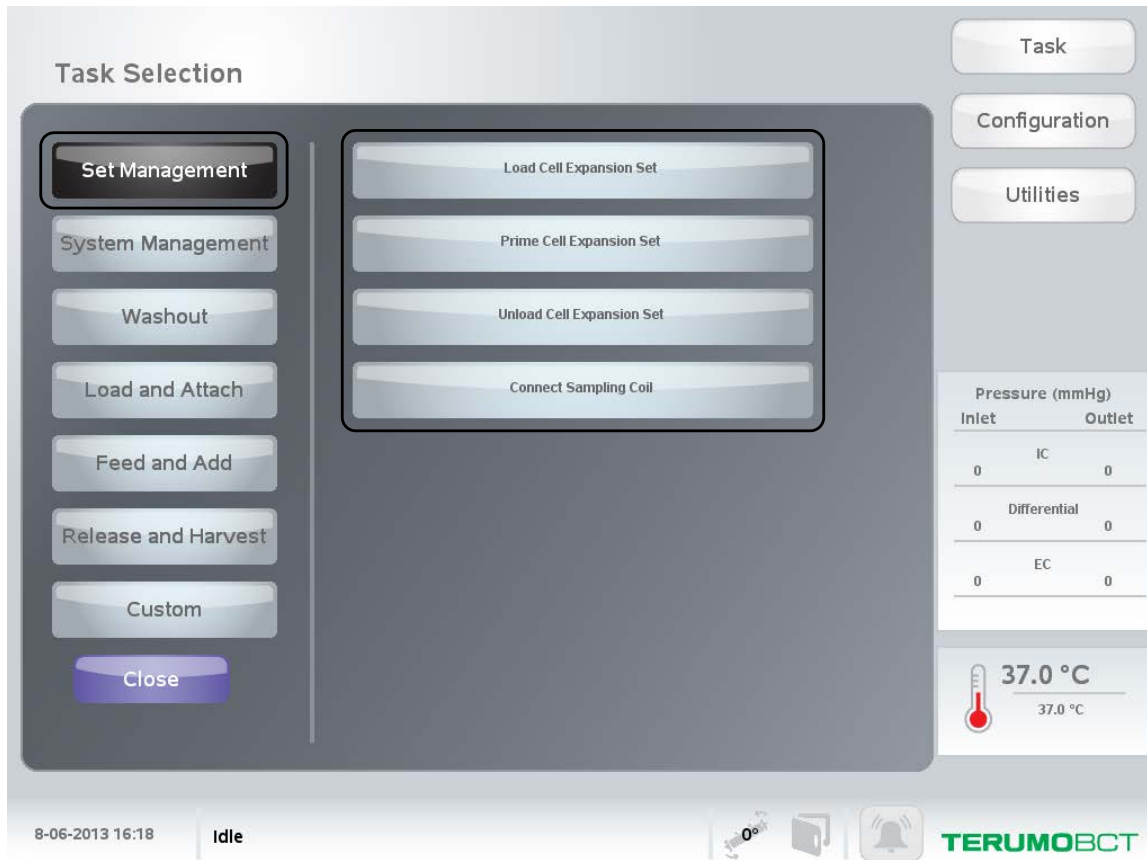 Task Selection
Set Management
System Management
Washout
Load and Attach
Feed and Add
Release and Harvest
Custom
Close
Load Cell Expansion Set
Prime Cell Expansion Set
Unload Cell Expansion Set
Connect Sampling Coil
Task
Configuration
Utilities
Pressure (mmHg)
Inlet Outlet
IC
0 0
Differential
0 0
EC
0 0
37.0 °C
37.0 °C
8-06-2013 16:18 Idle 0° TERUMOBCT